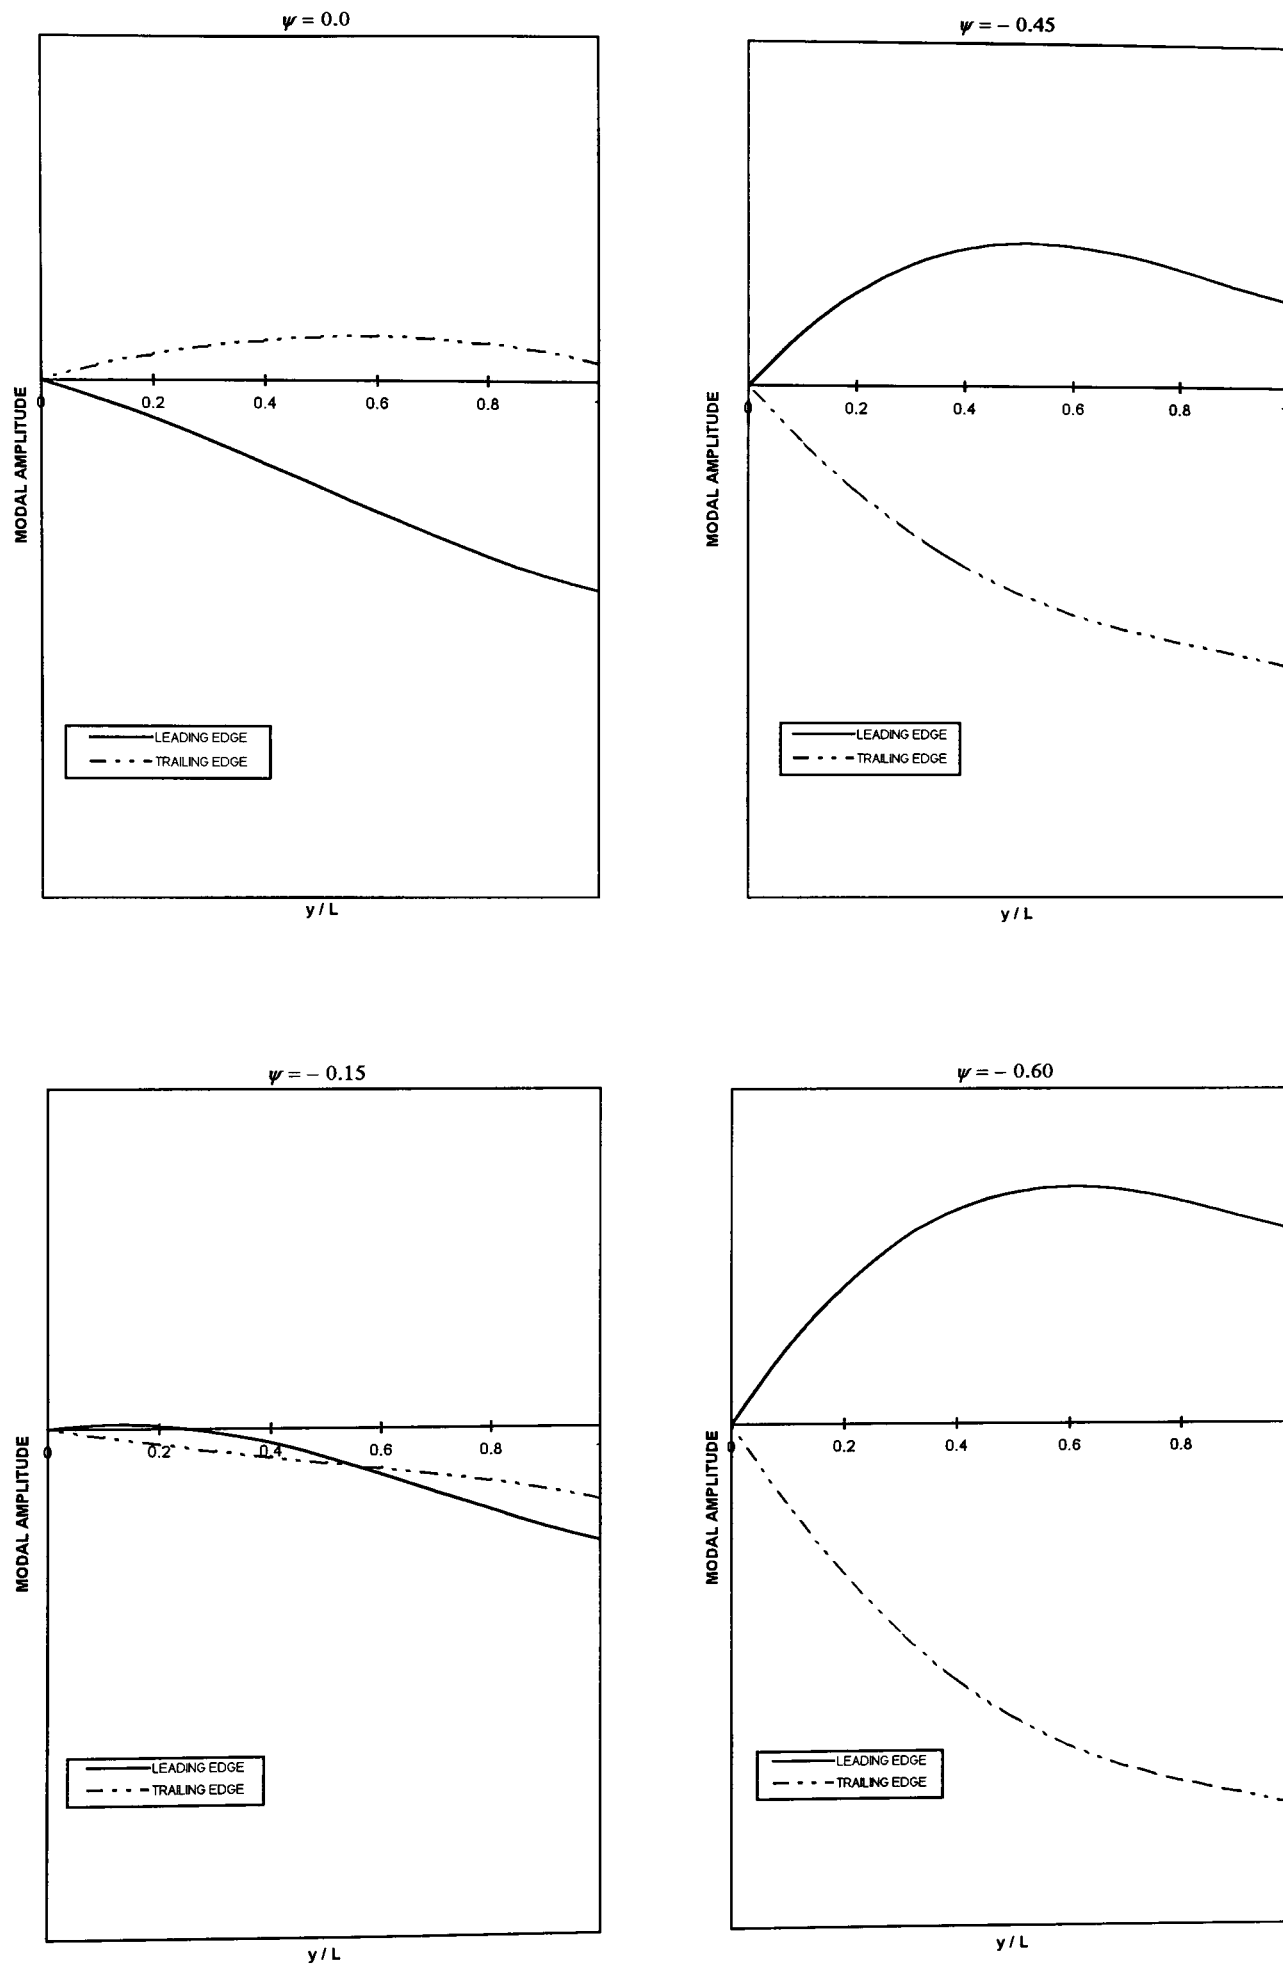 ψ = 0.0
MODAL AMPLITUDE
0 0.2 0.4 0.6 0.8
LEADING EDGE
TRAILING EDGE
y / L
ψ = − 0.45
MODAL AMPLITUDE
0 0.2 0.4 0.6 0.8
LEADING EDGE
TRAILING EDGE
y / L
ψ = − 0.15
MODAL AMPLITUDE
0 0.2 0.4 0.6 0.8
LEADING EDGE
TRAILING EDGE
y / L
ψ = − 0.60
MODAL AMPLITUDE
0 0.2 0.4 0.6 0.8
LEADING EDGE
TRAILING EDGE
y / L